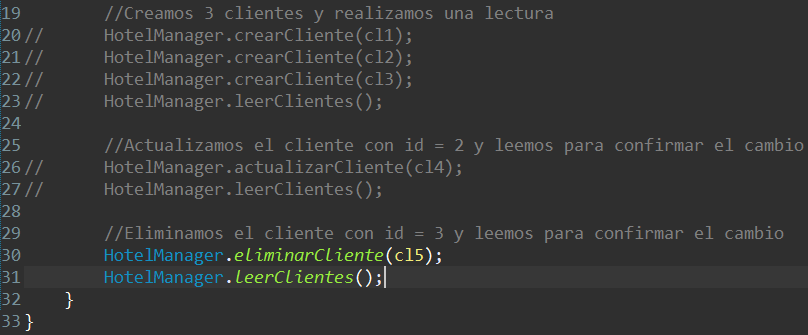 19        //Creamos 3 clientes y realizamos una lectura
20//      HotelManager.crearCliente(cl1);
21//      HotelManager.crearCliente(cl2);
22//      HotelManager.crearCliente(cl3);
23//      HotelManager.leerClientes();
24
25        //Actualizamos el cliente con id = 2 y leemos para confirmar el cambio
26//      HotelManager.actualizarCliente(cl4);
27//      HotelManager.leerClientes();
28
29        //Eliminamos el cliente con id = 3 y leemos para confirmar el cambio
30        HotelManager.eliminarCliente(cl5);
31        HotelManager.leerClientes();
32    }
33}